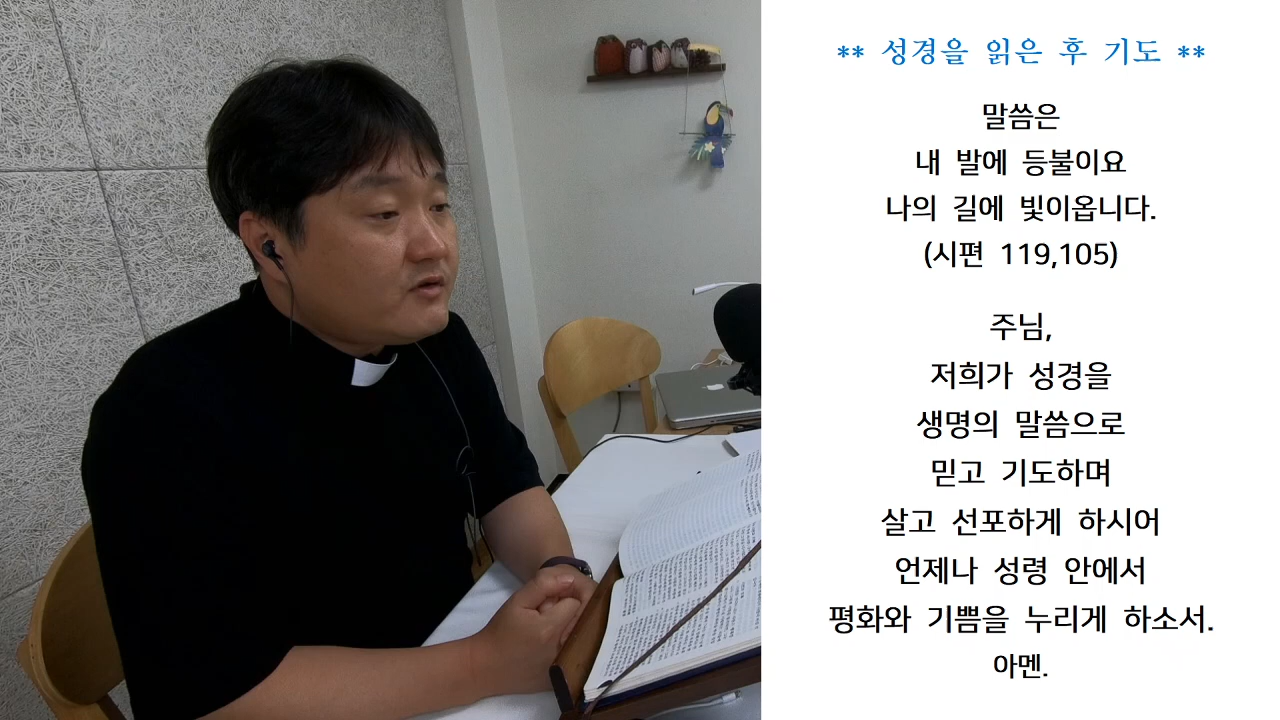 ** 성경을 읽은 후 기도 **
말씀은
내 발에 등불이요
나의 길에 빛이옵니다.
(시편 119,105)
주님,
저희가 성경을
생명의 말씀으로
믿고 기도하며
살고 선포하게 하시어
언제나 성령 안에서
평화와 기쁨을 누리게 하소서.
아멘.